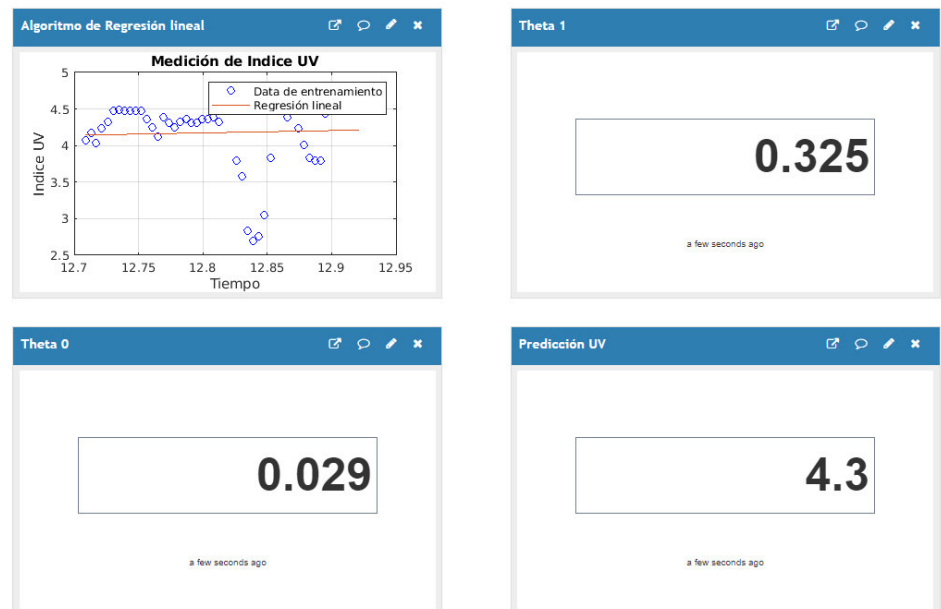 Algoritmo de Regresión lineal
Medición de Indice UV
5
4.5
4
3.5
3
2.5
Indice UV
Data de entrenamiento
Regresión lineal
12.7
12.75
12.8
12.85
12.9
12.95
Tiempo
Theta 1
0.325
a few seconds ago
Theta 0
0.029
a few seconds ago
Predicción UV
4.3
a few seconds ago